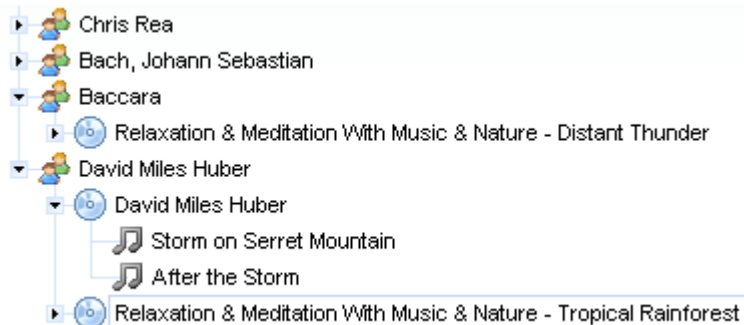 Chris Rea
Bach, Johann Sebastian
Baccara
Relaxation & Meditation With Music & Nature - Distant Thunder
David Miles Huber
David Miles Huber
Storm on Serret Mountain
After the Storm
Relaxation & Meditation With Music & Nature - Tropical Rainforest